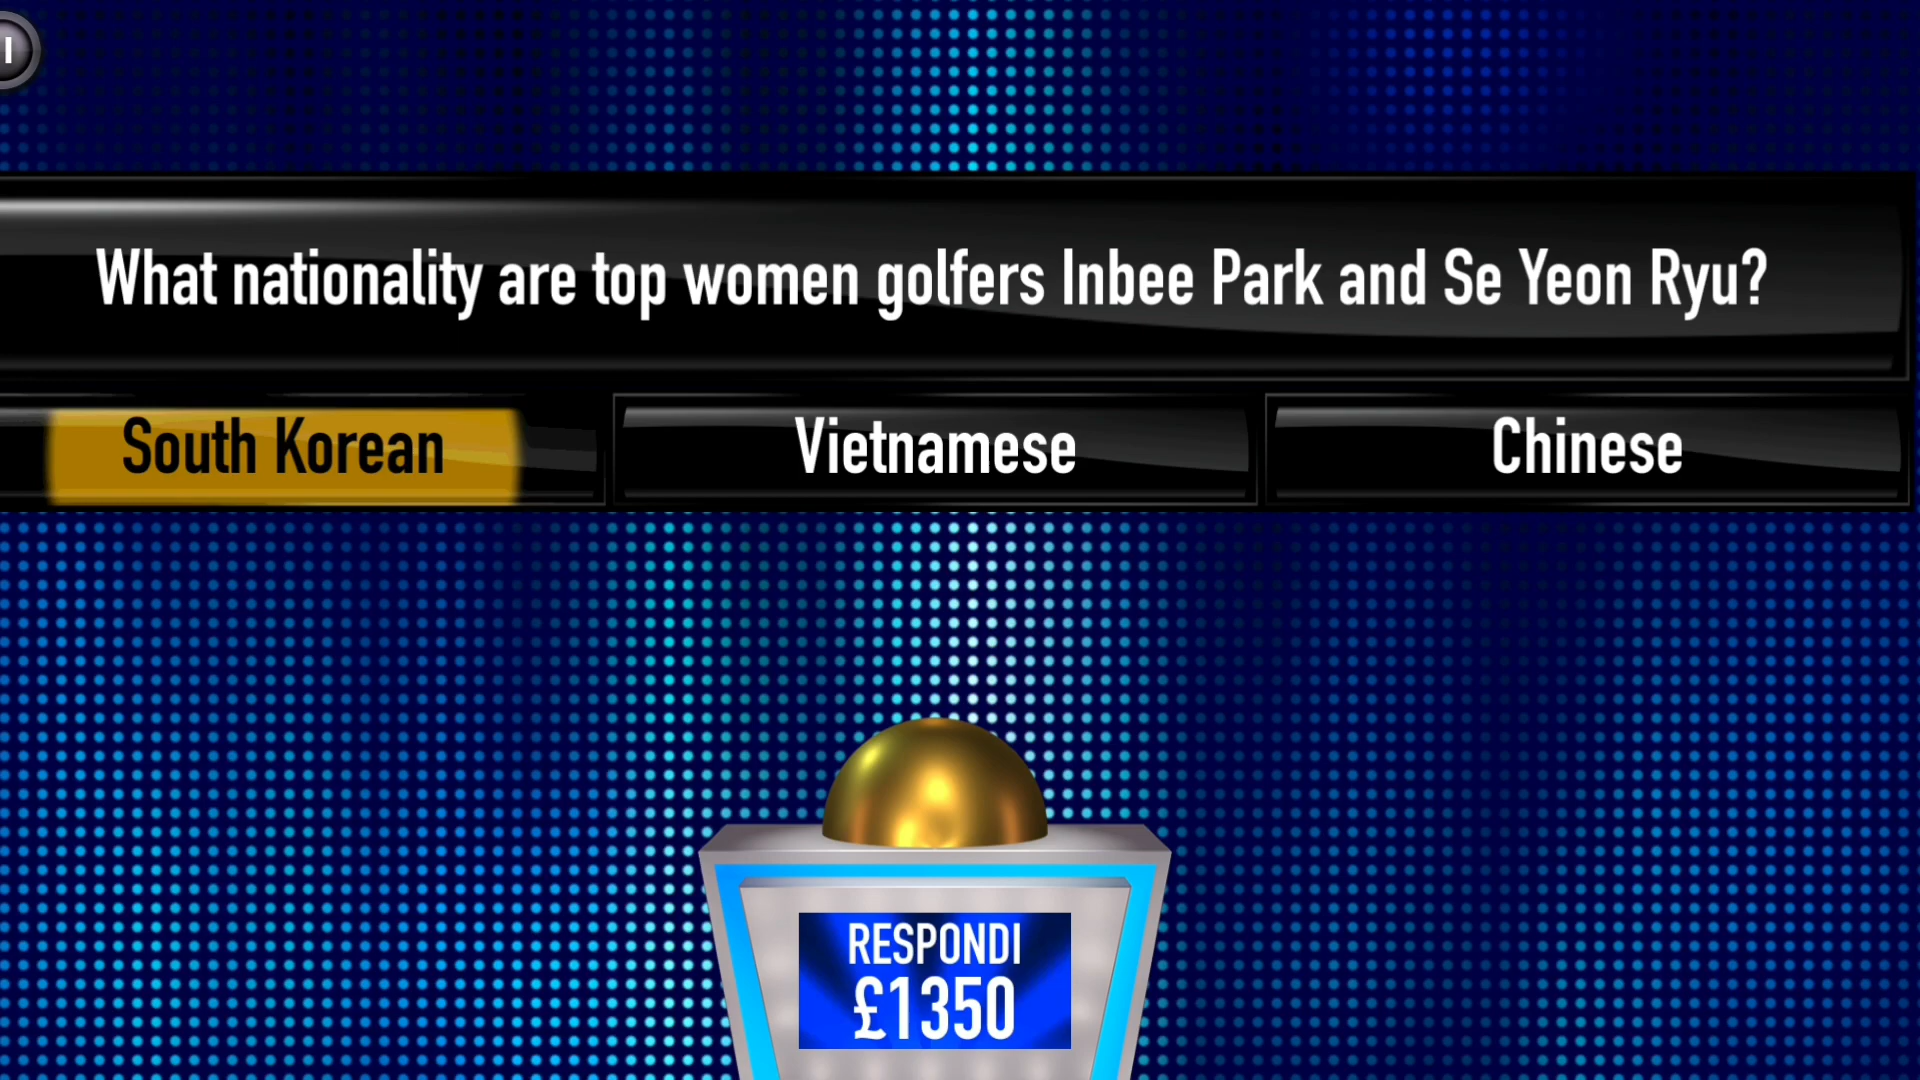 What nationality are top women golfers Inbee Park and Se Yeon Ryu?
South Korean
Vietnamese
Chinese
RESPONDI
£1350